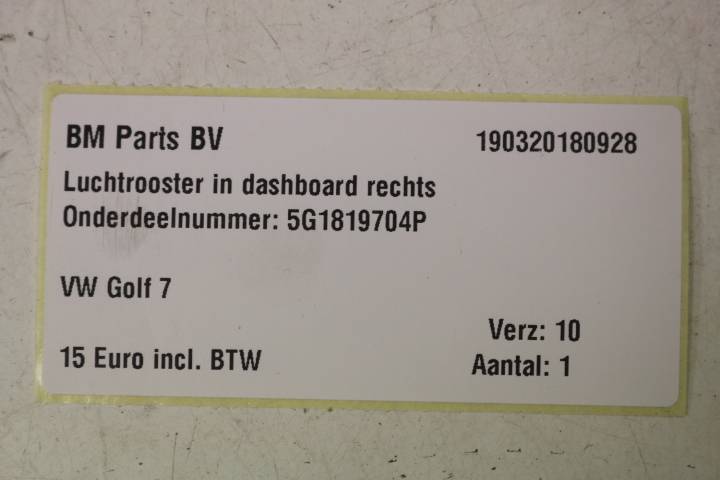 BM Parts BV 190320180928
Luchtrooster in dashboard rechts
Onderdeelnummer: 5G1819704P
VW Golf 7
Verz: 10
15 Euro incl. BTW Aantal: 1